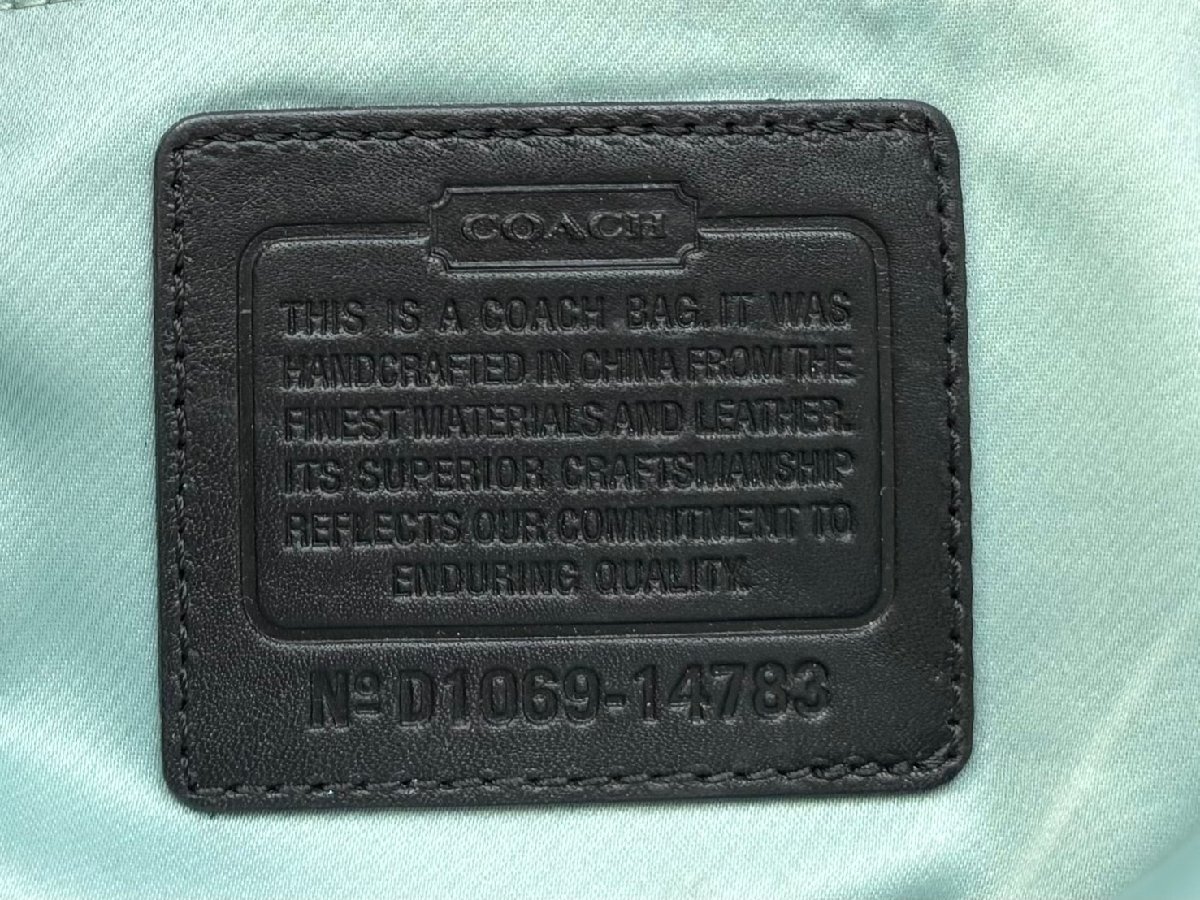 COACH
THIS IS A COACH BAG. IT WAS
HANDCRAFTED IN CHINA FROM THE
FINEST MATERIALS AND LEATHER.
ITS SUPERIOR CRAFTSMANSHIP
REFLECTS OUR COMMITMENT TO
ENDURING QUALITY.
Nº D1069-14783